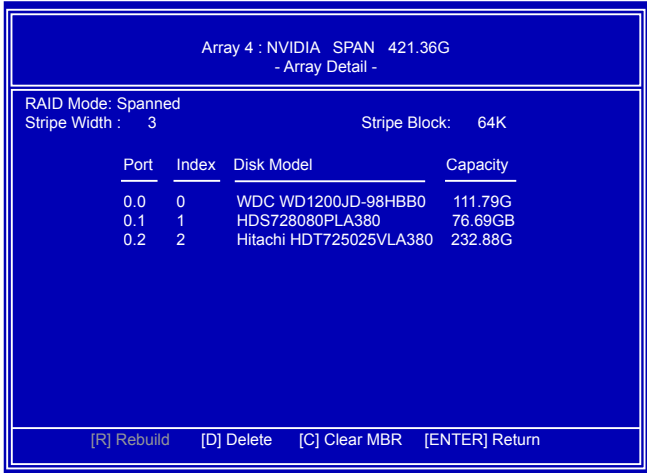 Array 4 : NVIDIA SPAN 421.36G
- Array Detail -
RAID Mode: Spanned
Stripe Width : 3 Stripe Block: 64K
Port Index Disk Model Capacity
0.0 0 WDC WD1200JD-98HBB0 111.79G
0.1 1 HDS728080PLA380 76.69GB
0.2 2 Hitachi HDT725025VLA380 232.88G
[R] Rebuild [D] Delete [C] Clear MBR [ENTER] Return